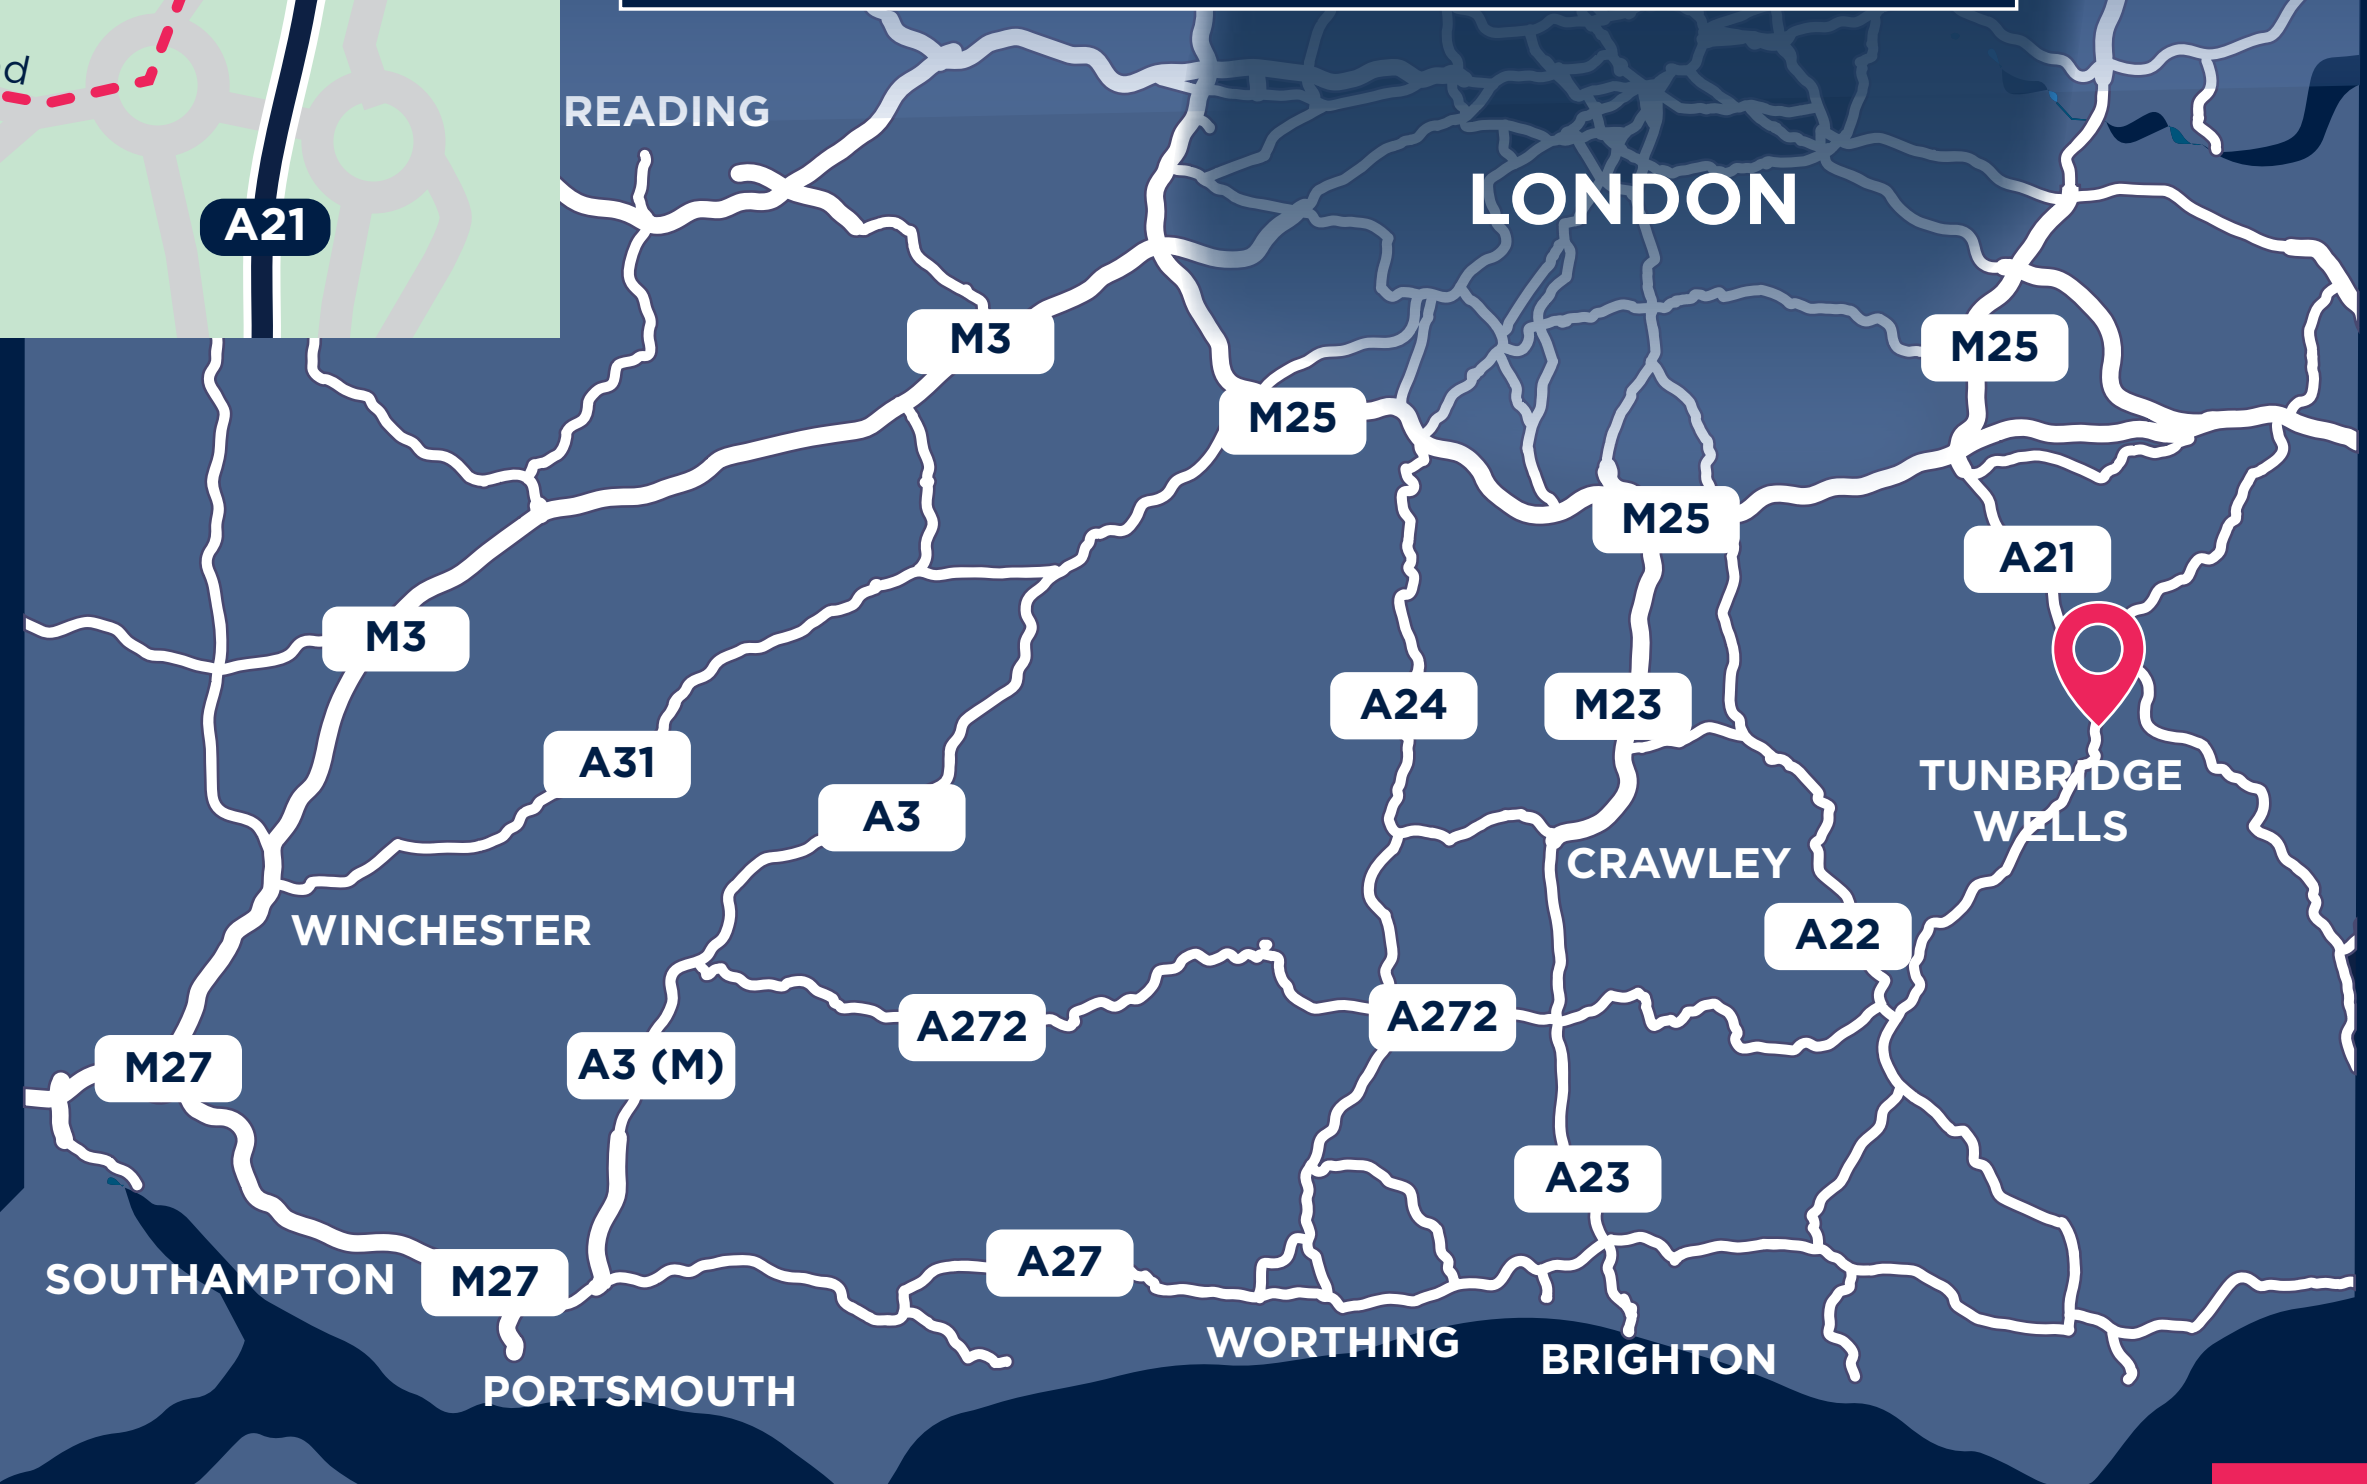 d
A21
READING
LONDON
M3
M25
M25
M25
A21
M3
A24
M23
A31
TUNBRIDGE
WELLS
A3
CRAWLEY
WINCHESTER
A22
A272
A272
M27
A3 (M)
A23
A27
SOUTHAMPTON
M27
WORTHING
BRIGHTON
PORTSMOUTH